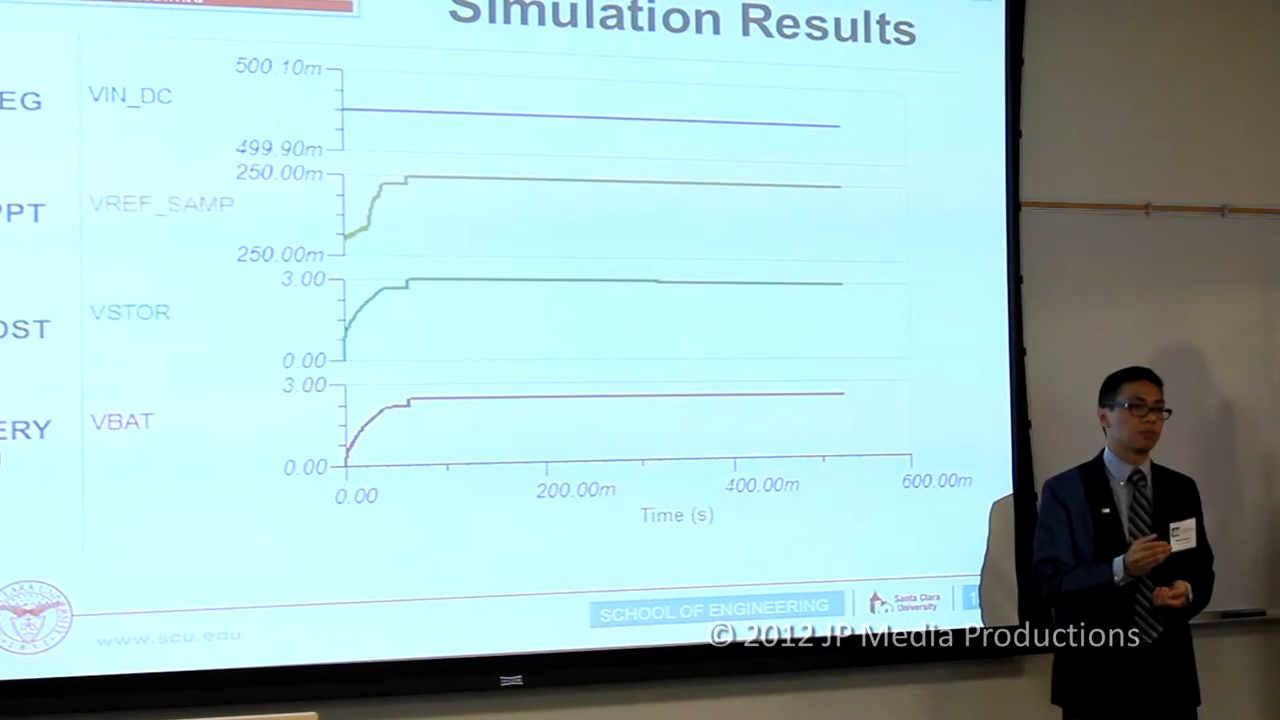 Simulation Results
500.10m
VIN_DC
499.90m
250.00m
VREF_SAMP
250.00m
3.00
VSTOR
0.00
3.00
VBAT
0.00
EG
PPT
OST
ERY
0.00
200.00m
400.00m
600.00m
Time (s)
www.scu.edu
SCHOOL OF ENGINEERING
Santa Clara
University
© 2012 JP Media Productions